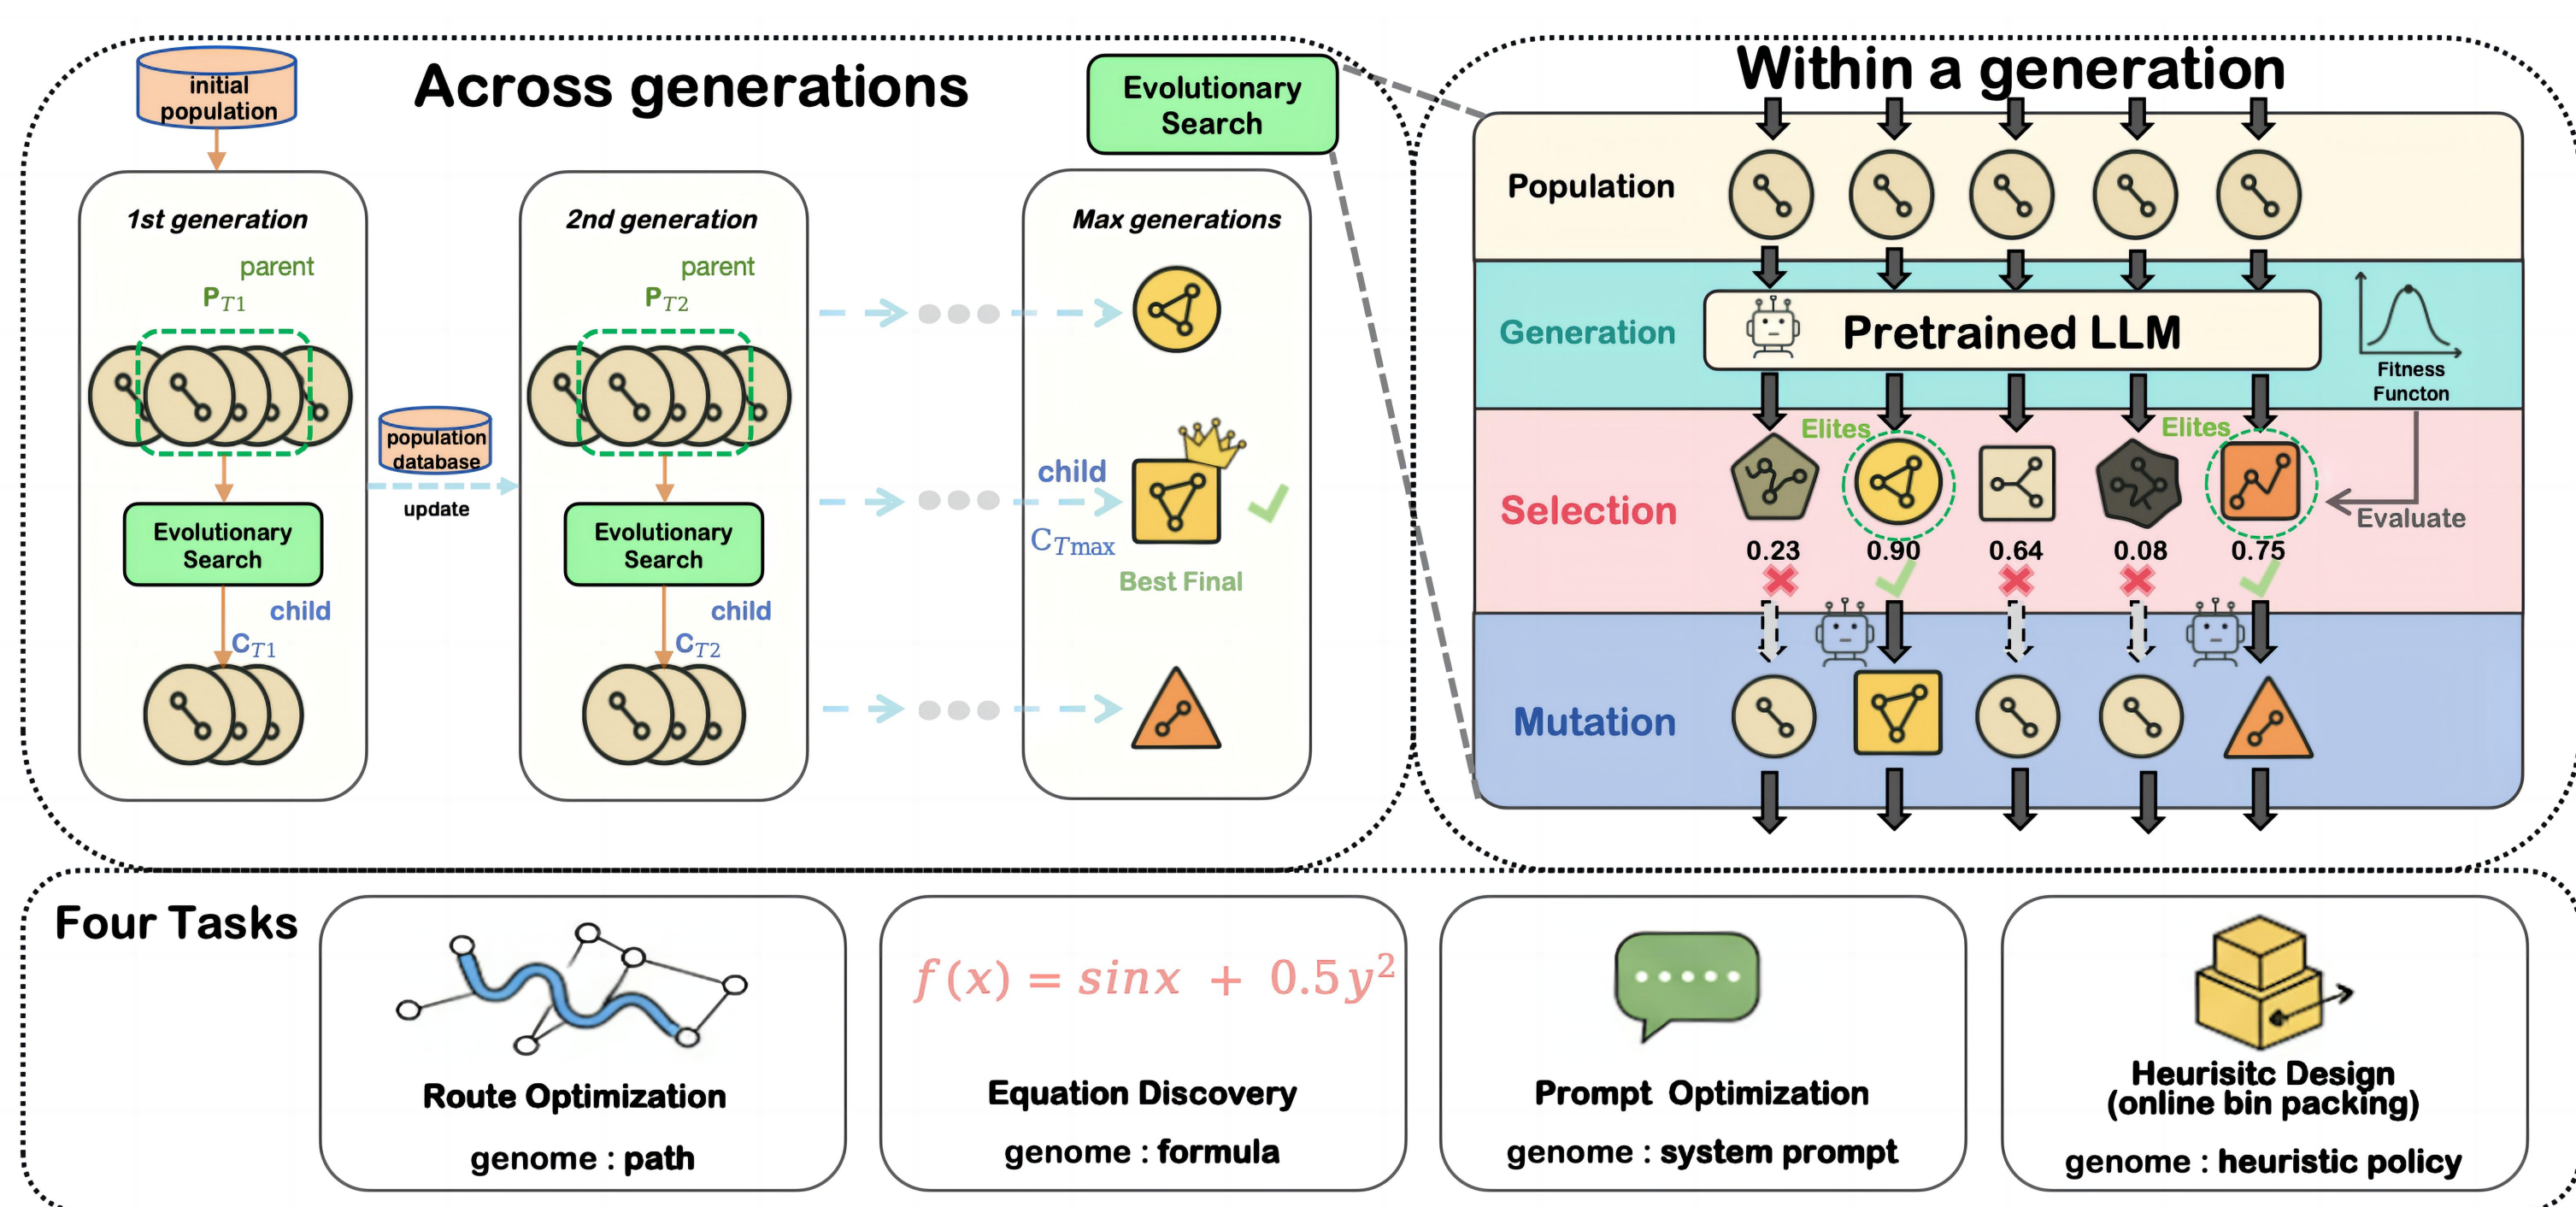 Across generations
initial
population
Evolutionary
Search
1st generation
parent
P_T1
Evolutionary
Search
child
C_T1
population
database
update
2nd generation
parent
P_T2
Evolutionary
Search
child
C_T2
Max generations
child
C_Tmax
Best Final
Within a generation
Population
Generation
Pretrained LLM
Fitness
Functon
Selection
Elites
Elites
Evaluate
0.23
0.90
0.64
0.08
0.75
Mutation
Four Tasks
Route Optimization
genome : path
f(x) = sinx + 0.5y²
Equation Discovery
genome : formula
Prompt Optimization
genome : system prompt
Heurisitc Design
(online bin packing)
genome : heuristic policy